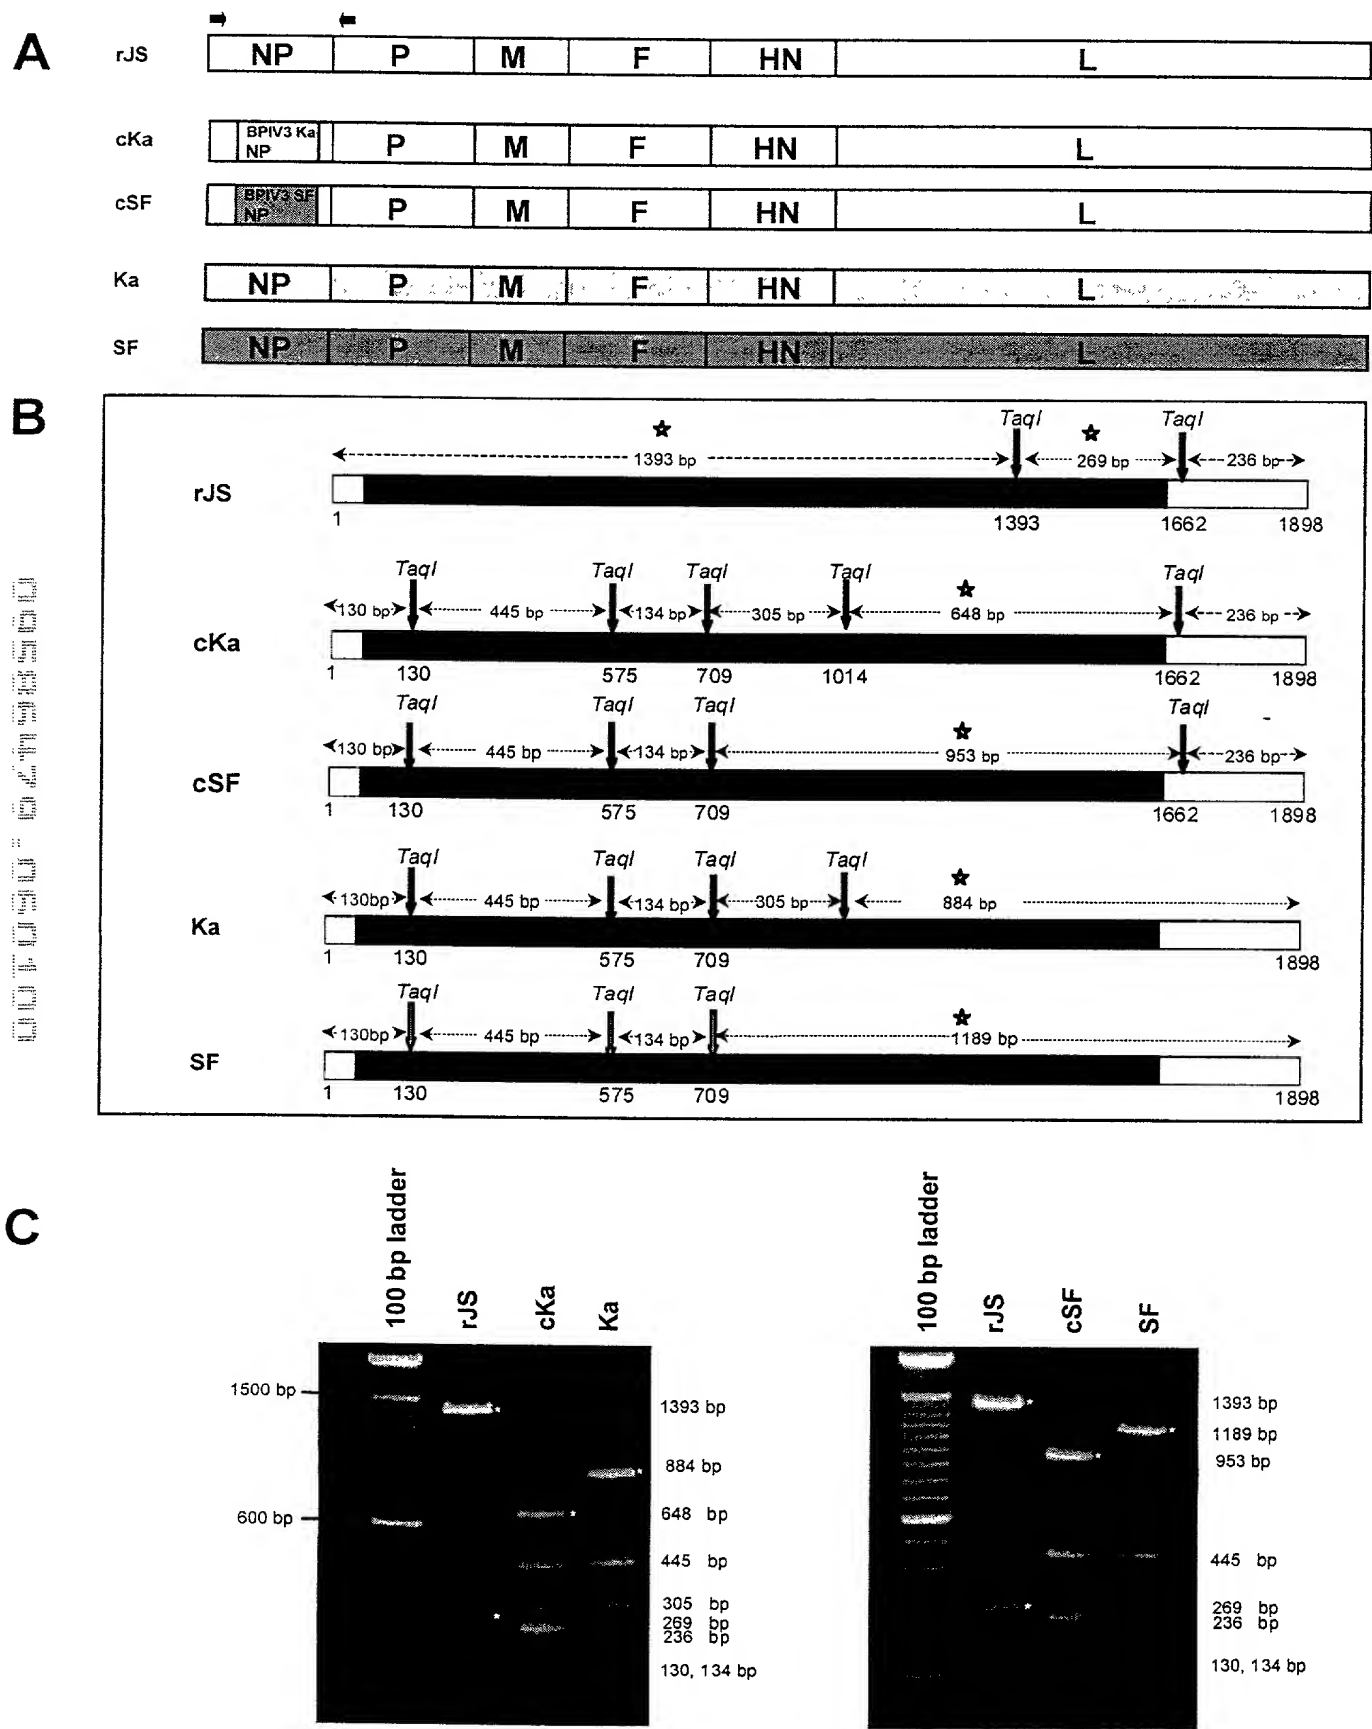 A
rJS NP P M F HN L
cKa BPIV3 Ka NP P M F HN L
cSF BPIV3 SF NP P M F HN L
Ka NP P M F HN L
SF NP P M F HN L
B
TaqI TaqI
1393 bp 269 bp 236 bp
rJS
1 1393 1662 1898
TaqI TaqI TaqI TaqI TaqI
130 bp 445 bp 134 bp 305 bp 648 bp 236 bp
cKa
1 130 575 709 1014 1662 1898
TaqI TaqI TaqI TaqI
130 bp 445 bp 134 bp 953 bp 236 bp
cSF
1 130 575 709 1662 1898
TaqI TaqI TaqI TaqI
130bp 445 bp 134 bp 305 bp 884 bp
Ka
1 130 575 709 1898
TaqI TaqI TaqI
130bp 445 bp 134 bp 1189 bp
SF
1 130 575 709 1898
C
100 bp ladder rJS cKa Ka
1500 bp
600 bp
1393 bp
884 bp
648 bp
445 bp
305 bp
269 bp
236 bp
130, 134 bp
100 bp ladder rJS cSF SF
1393 bp
1189 bp
953 bp
445 bp
269 bp
236 bp
130, 134 bp